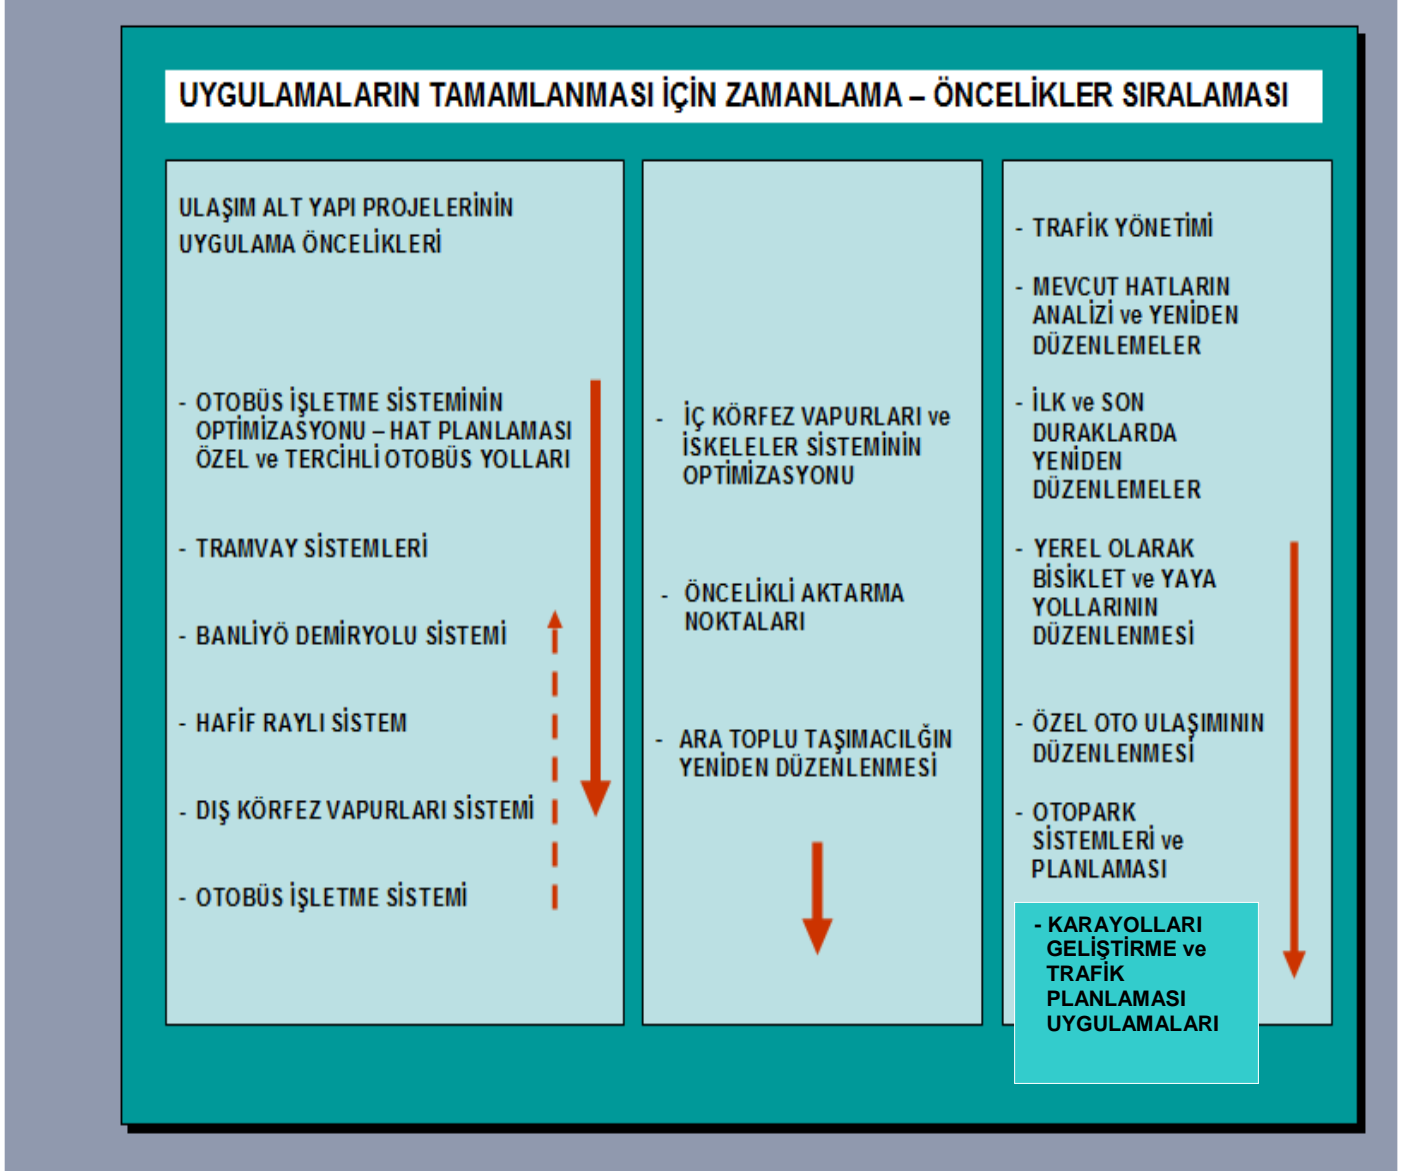 UYGULAMALARIN TAMAMLANMASI İÇİN ZAMANLAMA – ÖNCELİKLER SIRALAMASI
ULAŞIM ALT YAPI PROJELERİNİN
UYGULAMA ÖNCELİKLERİ
- OTOBÜS İŞLETME SİSTEMİNİN
OPTİMİZASYONU – HAT PLANLAMASI
ÖZEL ve TERCİHLİ OTOBÜS YOLLARI
- TRAMVAY SİSTEMLERİ
- BANLİYÖ DEMİRYOLU SİSTEMİ
- HAFİF RAYLI SİSTEM
- DIŞ KÖRFEZ VAPURLARI SİSTEMİ
- OTOBÜS İŞLETME SİSTEMİ
- İÇ KÖRFEZ VAPURLARI ve
İSKELELER SİSTEMİNİN
OPTİMİZASYONU
- ÖNCELİKLİ AKTARMA
NOKTALARI
- ARA TOPLU TAŞIMACILĞIN
YENİDEN DÜZENLENMESİ
- TRAFİK YÖNETİMİ
- MEVCUT HATLARIN
ANALİZİ ve YENİDEN
DÜZENLEMELER
- İLK ve SON
DURAKLARDA
YENİDEN
DÜZENLEMELER
- YEREL OLARAK
BİSİKLET ve YAYA
YOLLARININ
DÜZENLENMESİ
- ÖZEL OTO ULAŞIMININ
DÜZENLENMESİ
- OTOPARK
SİSTEMLERİ ve
PLANLAMASI
- KARAYOLLARI
GELİŞTİRME ve
TRAFİK
PLANLAMASI
UYGULAMALARI